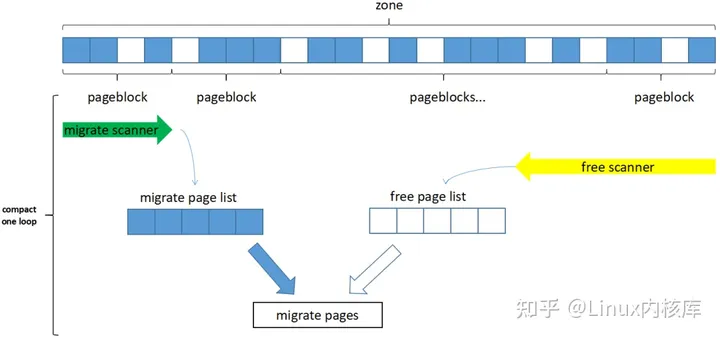 zone
pageblock
pageblock
pageblocks...
pageblock
migrate scanner
free scanner
migrate page list
free page list
compact
one loop
migrate pages
知乎 @Linux内核库